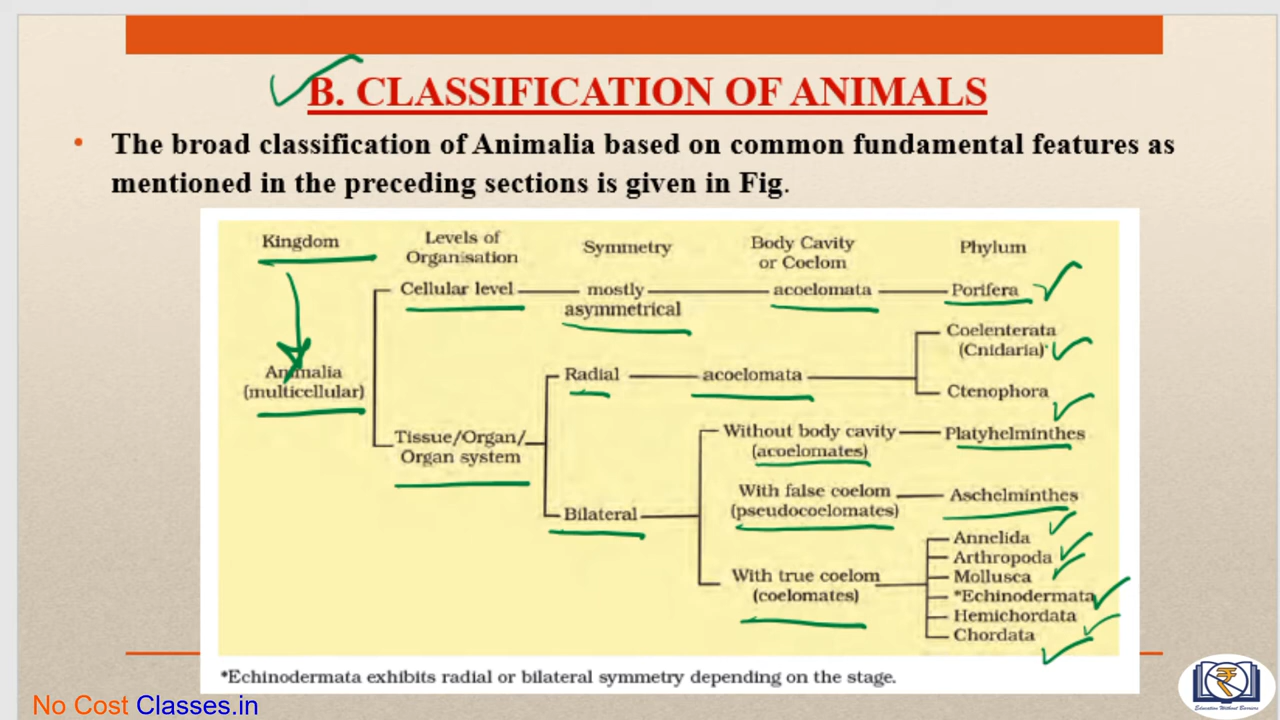 B. CLASSIFICATION OF ANIMALS
• The broad classification of Animalia based on common fundamental features as
mentioned in the preceding sections is given in Fig.
Kingdom
Levels of
Organisation
Symmetry
Body Cavity
or Coelom
Phylum
Cellular level
mostly
asymmetrical
acoelomata
Porifera
Coelenterata
(Cnidaria)
Animalia
(multicellular)
Radial
acoelomata
Ctenophora
Tissue/Organ/
Organ system
Without body cavity
(acoelomates)
Platyhelminthes
With false coelom
(pseudocoelomates)
Aschelminthes
Bilateral
With true coelom
(coelomates)
Annelida
Arthropoda
Mollusca
*Echinodermata
Hemichordata
Chordata
*Echinodermata exhibits radial or bilateral symmetry depending on the stage.
No Cost Classes.in
Education Without Barriers